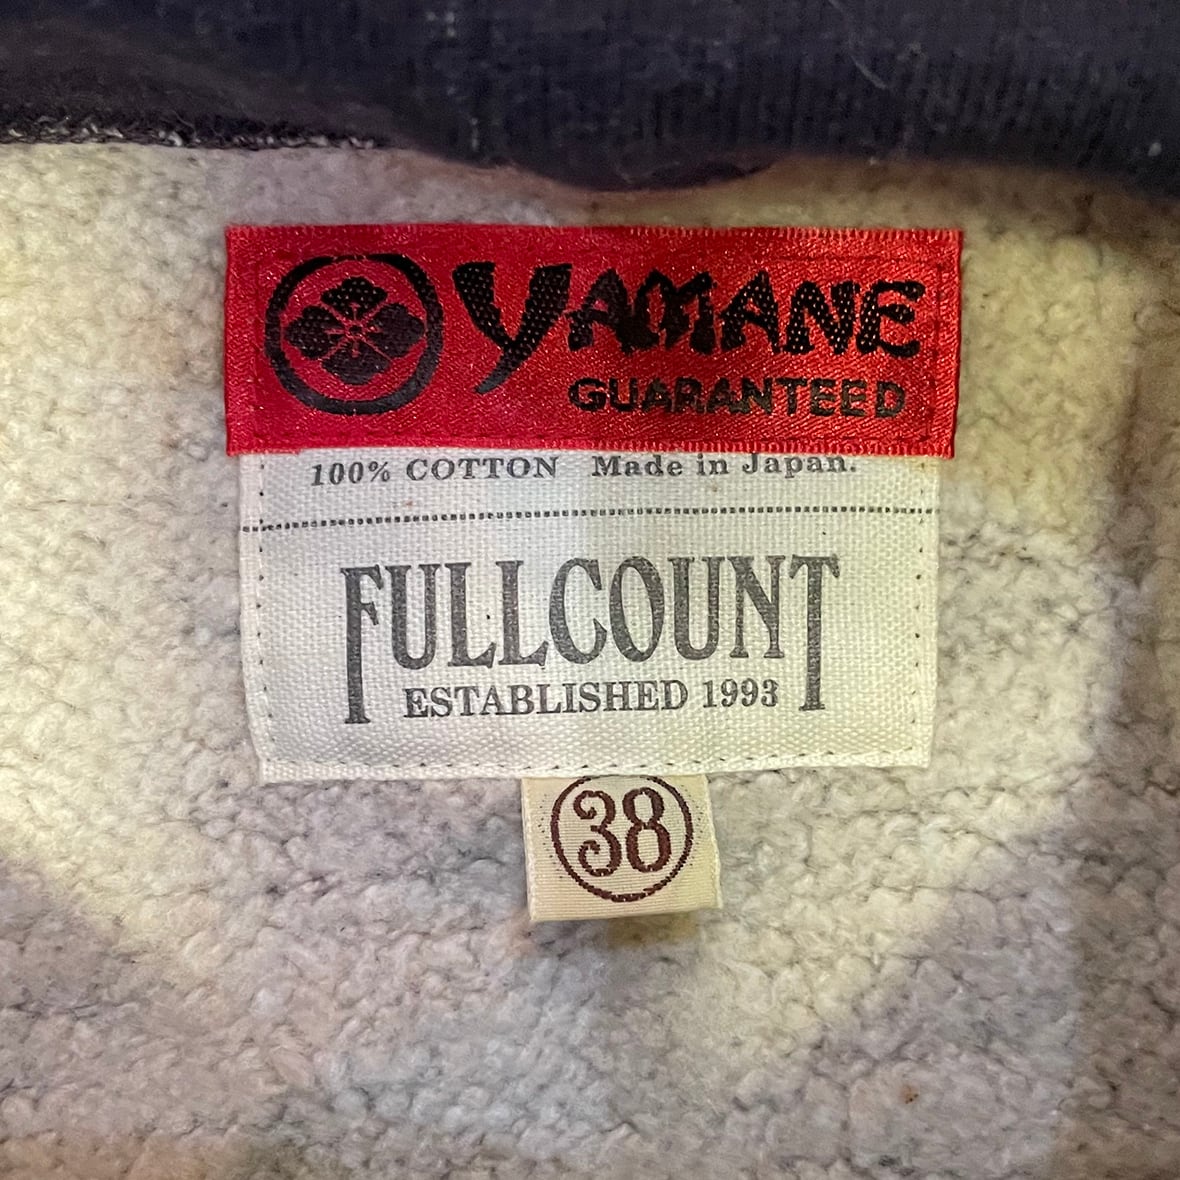 YAMANE
GUARANTEED
100% COTTON Made in Japan.
FULLCOUNT
ESTABLISHED 1993
38